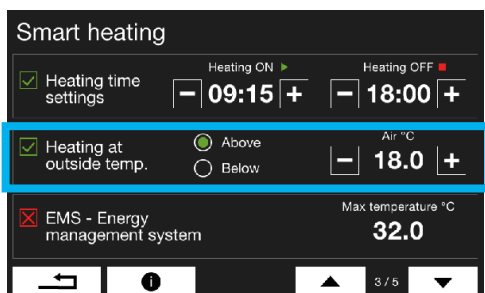 Smart heating
Heating time
settings
Heating ON
− 09:15 +
Heating OFF
− 18:00 +
Heating at
outside temp.
Above
Below
Air °C
− 18.0 +
EMS - Energy
management system
Max temperature °C
32.0
i
3/5